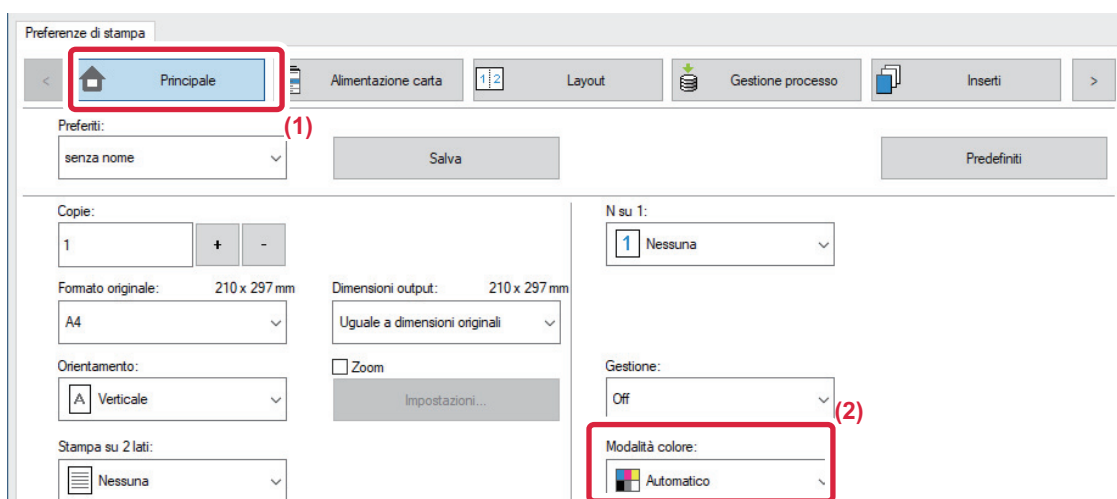 Preferenze di stampa
< Principale Alimentazione carta 1 2 Layout Gestione processo Inserti >
(1)
Preferiti:
senza nome Salva Predefiniti
Copie: N su 1:
1 + - 1 Nessuna
Formato originale: 210 x 297 mm Dimensioni output: 210 x 297 mm
A4 Uguale a dimensioni originali
Orientamento: Zoom Gestione:
A Verticale Impostazioni... Off
(2)
Stampa su 2 lati: Modalità colore:
Nessuna Automatico